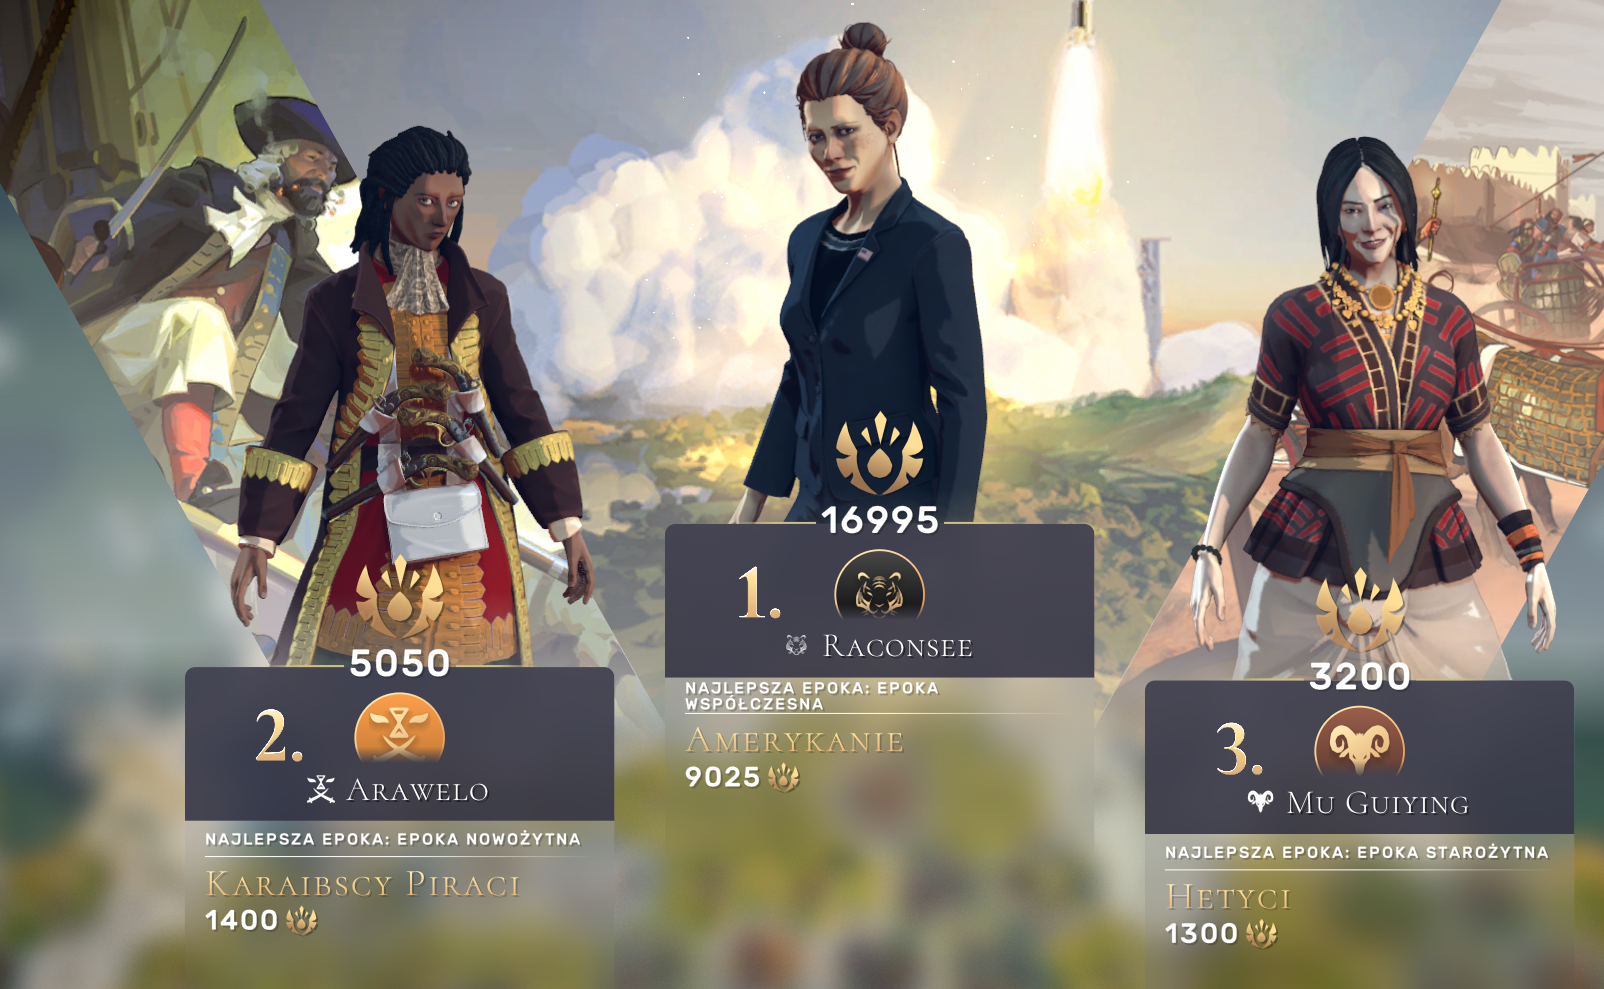 16995
1.
RACONSEE
NAJLEPSZA EPOKA: EPOKA
WSPÓŁCZESNA
AMERYKANIE
9025
5050
2.
ARAWELO
NAJLEPSZA EPOKA: EPOKA NOWOŻYTNA
KARAIBSCY PIRACI
1400
3200
3.
MU GUIYING
NAJLEPSZA EPOKA: EPOKA STAROŻYTNA
HETYCI
1300